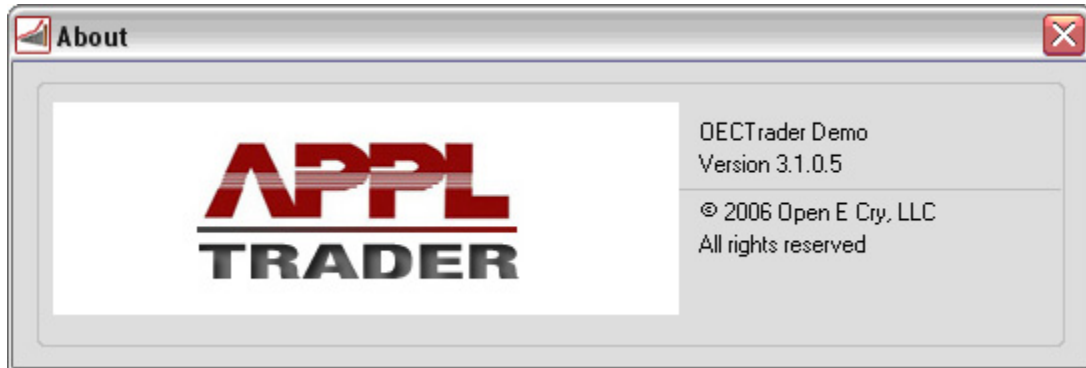 About
APPL
TRADER
OECTrader Demo
Version 3.1.0.5
© 2006 Open E Cry, LLC
All rights reserved